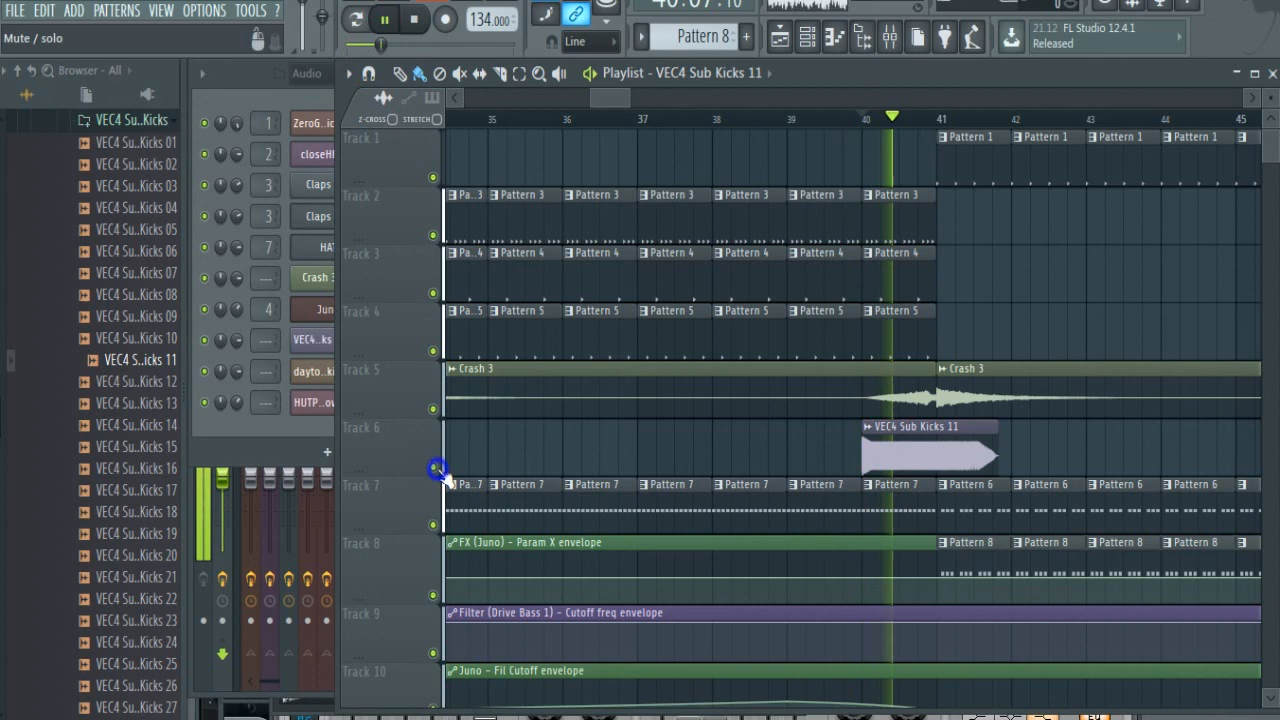 FILE EDIT ADD PATTERNS VIEW OPTIONS TOOLS ?
Mute / solo
134.000
Line
Pattern 8
21.12 FL Studio 12.4.1
Released
Browser - All
Audio
Playlist - VEC4 Sub Kicks 11
Z-CROSS STRETCH
35 36 37 38 39 40 41 42 43 44 45
VEC4 Su..Kicks
VEC4 Su..Kicks 01
VEC4 Su..Kicks 02
VEC4 Su..Kicks 03
VEC4 Su..Kicks 04
VEC4 Su..Kicks 05
VEC4 Su..Kicks 06
VEC4 Su..Kicks 07
VEC4 Su..Kicks 08
VEC4 Su..Kicks 09
VEC4 Su..Kicks 10
VEC4 S..icks 11
VEC4 Su..Kicks 12
VEC4 Su..Kicks 13
VEC4 Su..Kicks 14
VEC4 Su..Kicks 15
VEC4 Su..Kicks 16
VEC4 Su..Kicks 17
VEC4 Su..Kicks 18
VEC4 Su..Kicks 19
VEC4 Su..Kicks 20
VEC4 Su..Kicks 21
VEC4 Su..Kicks 22
VEC4 Su..Kicks 23
VEC4 Su..Kicks 24
VEC4 Su..Kicks 25
VEC4 Su..Kicks 26
VEC4 Su..Kicks 27
1 ZeroG..ic
2 closeH
3 Claps
3 Claps
7 HAT
--- Crash 3
4 Jun
--- VEC4..ks
--- dayto..ki
--- HUTP..ow
Track 1
Pattern 1 Pattern 1 Pattern 1 Pattern 1
Track 2
Pa..3 Pattern 3 Pattern 3 Pattern 3 Pattern 3 Pattern 3 Pattern 3
Track 3
Pa..4 Pattern 4 Pattern 4 Pattern 4 Pattern 4 Pattern 4 Pattern 4
Track 4
Pa..5 Pattern 5 Pattern 5 Pattern 5 Pattern 5 Pattern 5 Pattern 5
Track 5
Crash 3 Crash 3
Track 6
VEC4 Sub Kicks 11
Track 7
Pa..7 Pattern 7 Pattern 7 Pattern 7 Pattern 7 Pattern 7 Pattern 7 Pattern 6 Pattern 6 Pattern 6 Pattern 6
Track 8
FX (Juno) - Param X envelope Pattern 8 Pattern 8 Pattern 8 Pattern 8
Track 9
Filter (Drive Bass 1) - Cutoff freq envelope
Track 10
Juno - Fil Cutoff envelope